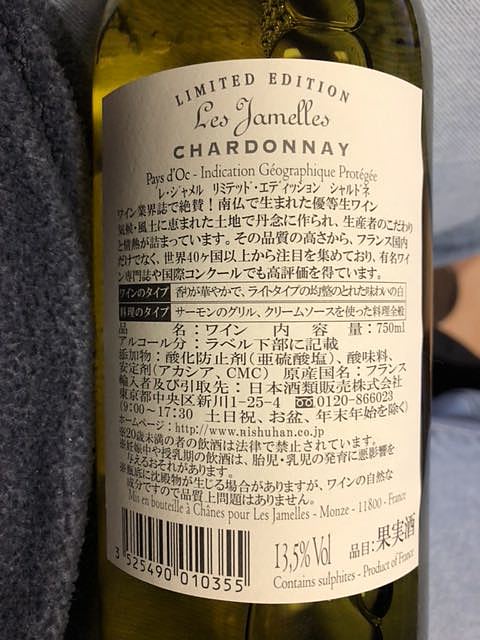 LIMITED EDITION
Les Jamelles
CHARDONNAY
Pays d'Oc - Indication Géographique Protégée
レ・ジャメル リミテッド・エディッション シャルドネ
ワイン業界誌で絶賛！南仏で生まれた優等生ワイン
気候・風土に恵まれた土地で丹念に作られ、生産者のこだわり
と情熱が詰まっています。その品質の高さから、フランス国内
だけでなく、世界40ヶ国以上から注目を集めており、有名ワイ
ン専門誌や国際コンクールでも高評価を得ています。
ワインのタイプ 香りが華やかで、ライトタイプの均整のとれた味わいの白
料理のタイプ サーモンのグリル、クリームソースを使った料理全般
品 名：ワイン 内 容 量：750ml
アルコール分：ラベル下部に記載
添加物：酸化防止剤(亜硫酸塩)、酸味料、
安定剤(アカシア、CMC) 原産国名：フランス
輸入者及び引取先：日本酒類販売株式会社
東京都中央区新川1-25-4 0120-866023
(9:00～17:30 土日祝、お盆、年末年始を除く)
ホームページ：http://www.nishuhan.co.jp
※20歳未満の者の飲酒は法律で禁止されています。
※妊娠中や授乳期の飲酒は、胎児・乳児の発育に悪影響を
与えるおそれがあります。
※瓶底に沈殿物が生じる場合がありますが、ワインの自然な
成分ですので品質上問題はありません。
Mis en bouteille à Chânes pour Les Jamelles - Monze - 11800 - France
3 525490 010355
13,5% Vol
品目：果実酒
Contains sulphites - Product of France